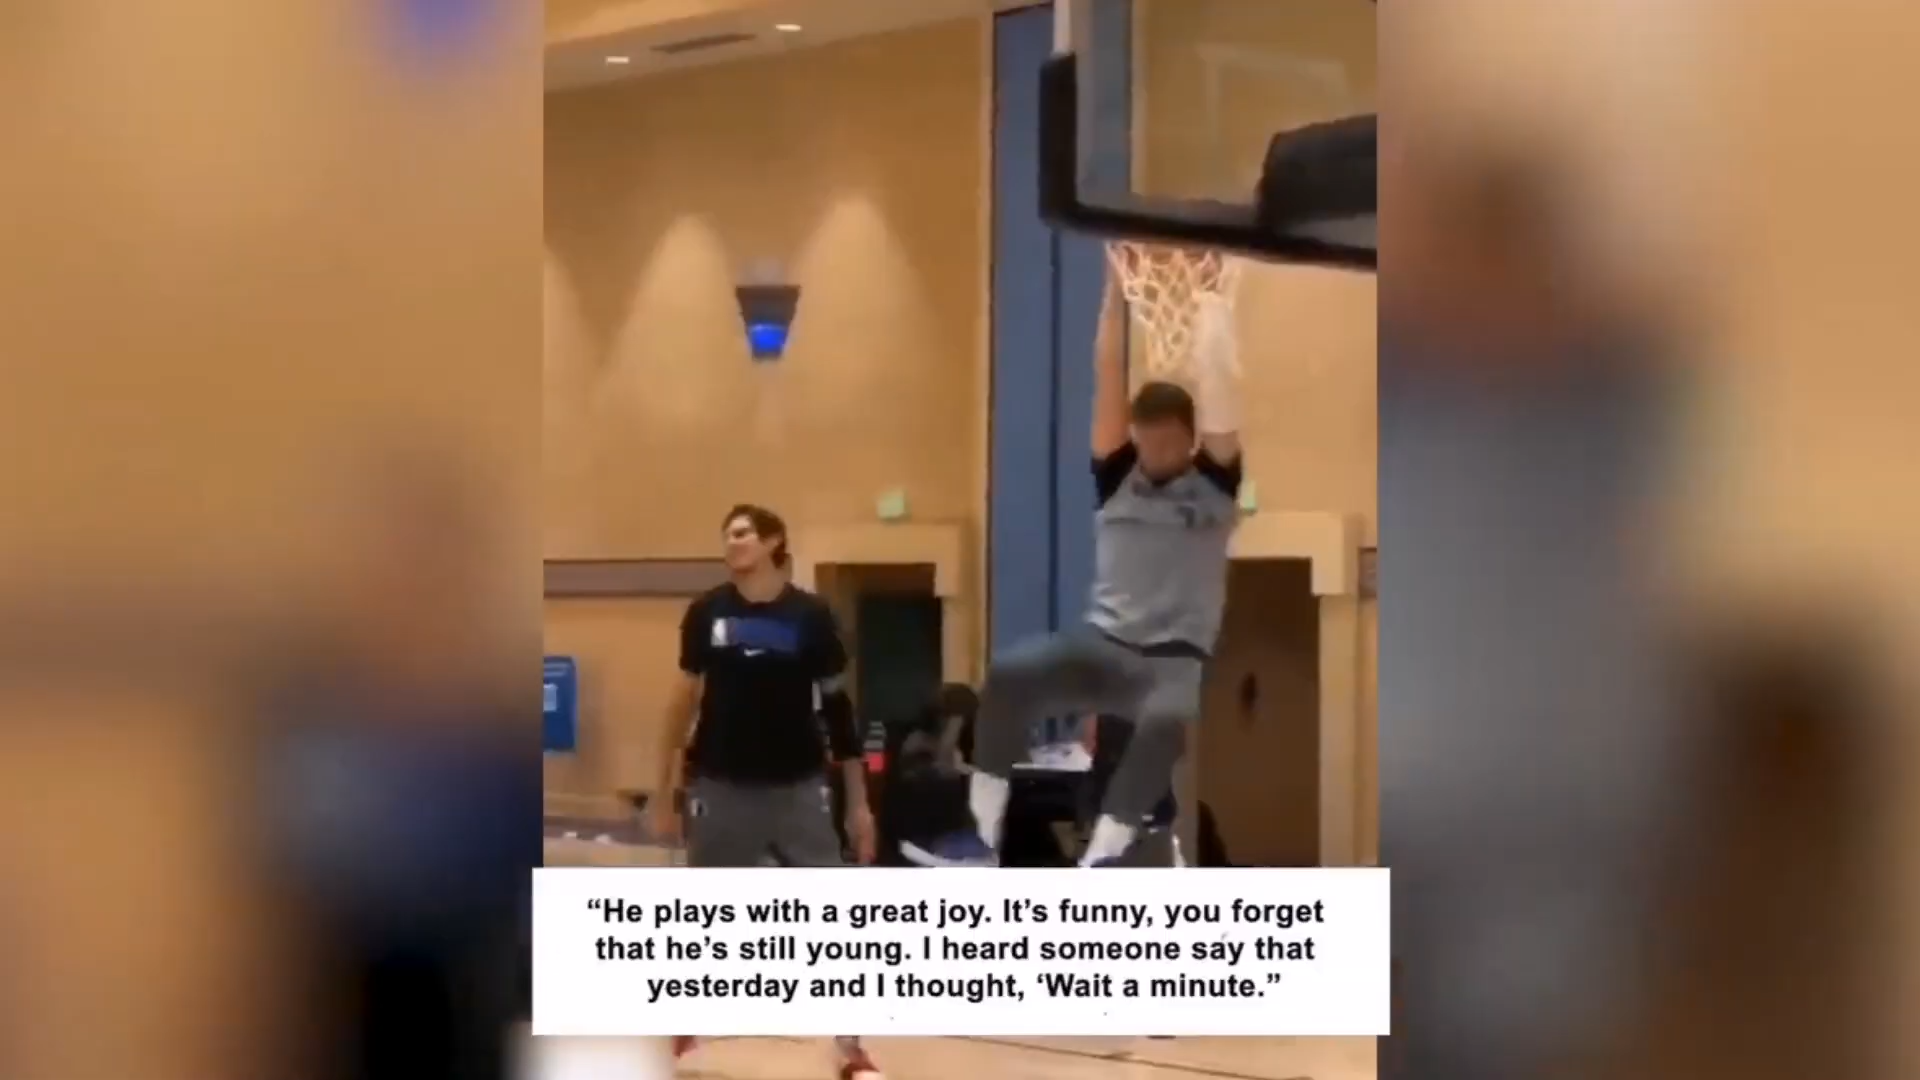 “He plays with a great joy. It’s funny, you forget
that he’s still young. I heard someone say that
yesterday and I thought, ‘Wait a minute.”